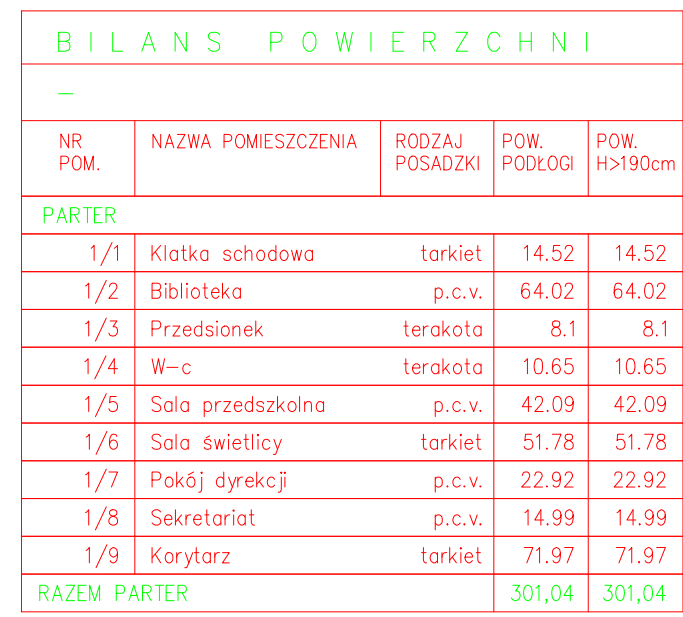 BILANS POWIERZCHNI
–
NR POM. NAZWA POMIESZCZENIA RODZAJ POSADZKI POW. PODŁOGI POW. H>190cm
PARTER
1/1 Klatka schodowa tarkiet 14.52 14.52
1/2 Biblioteka p.c.v. 64.02 64.02
1/3 Przedsionek terakota 8.1 8.1
1/4 W–c terakota 10.65 10.65
1/5 Sala przedszkolna p.c.v. 42.09 42.09
1/6 Sala świetlicy tarkiet 51.78 51.78
1/7 Pokój dyrekcji p.c.v. 22.92 22.92
1/8 Sekretariat p.c.v. 14.99 14.99
1/9 Korytarz tarkiet 71.97 71.97
RAZEM PARTER 301,04 301,04